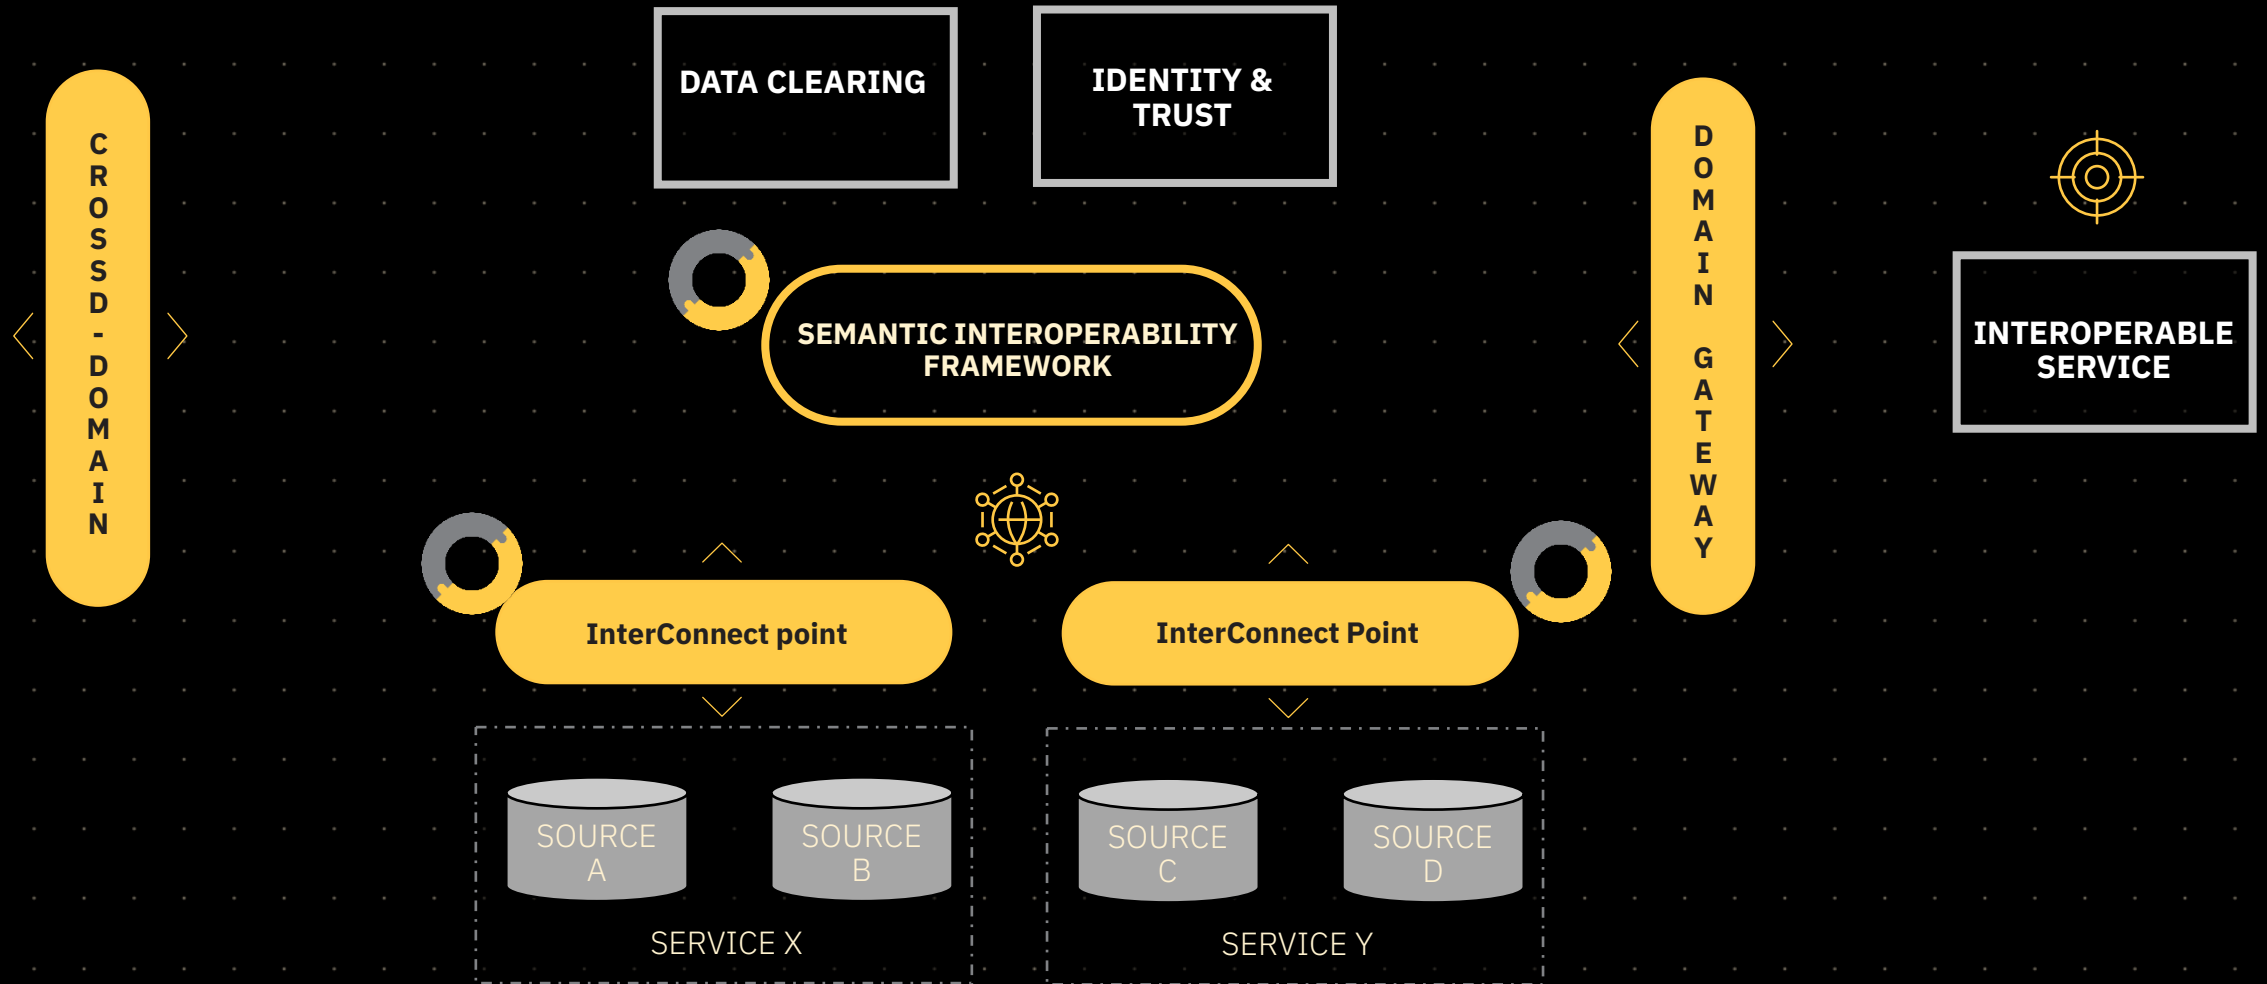 DATA CLEARING
IDENTITY &
TRUST
CROSSD-DOMAIN
DOMAIN GATEWAY
SEMANTIC INTEROPERABILITY
FRAMEWORK
INTEROPERABLE
SERVICE
InterConnect point
InterConnect Point
SOURCE
A
SOURCE
B
SOURCE
C
SOURCE
D
SERVICE X
SERVICE Y